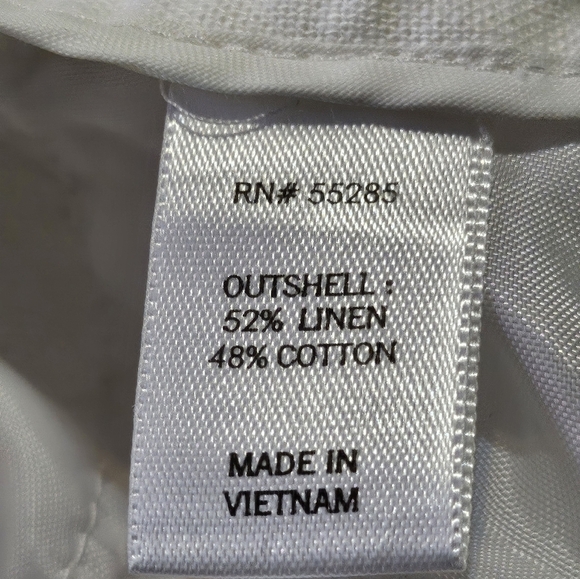 RN# 55285
OUTSHELL :
52% LINEN
48% COTTON
MADE IN
VIETNAM